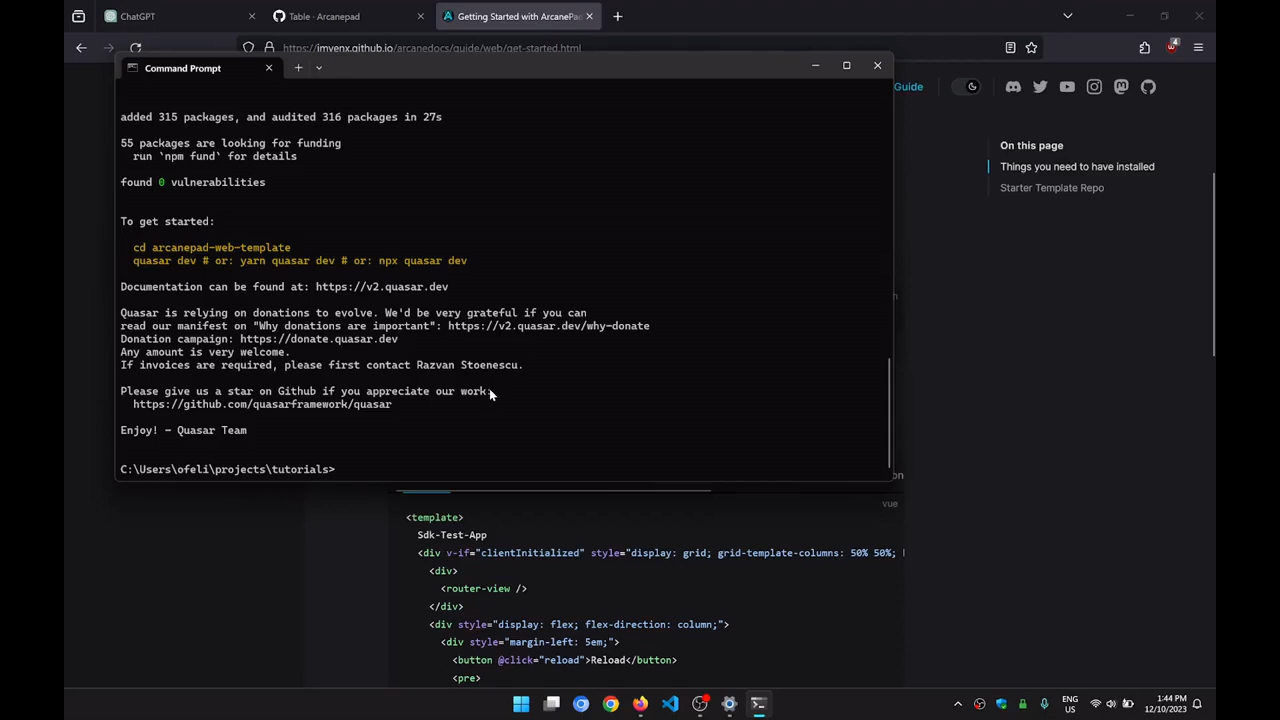 ChatGPT
Table · Arcanepad
Getting Started with ArcanePad
https://imvenx.github.io/arcanedocs/guide/web/get-started.html
4
Command Prompt
Guide
added 315 packages, and audited 316 packages in 27s
55 packages are looking for funding
run `npm fund` for details
found 0 vulnerabilities
To get started:
cd arcanepad-web-template
quasar dev # or: yarn quasar dev # or: npx quasar dev
Documentation can be found at: https://v2.quasar.dev
Quasar is relying on donations to evolve. We'd be very grateful if you can
read our manifest on "Why donations are important": https://v2.quasar.dev/why-donate
Donation campaign: https://donate.quasar.dev
Any amount is very welcome.
If invoices are required, please first contact Razvan Stoenescu.
Please give us a star on Github if you appreciate our work:
https://github.com/quasarframework/quasar
Enjoy! - Quasar Team
C:\Users\ofeli\projects\tutorials>
On this page
Things you need to have installed
Starter Template Repo
on
vue
<template>
Sdk-Test-App
<div v-if="clientInitialized" style="display: grid; grid-template-columns: 50% 50%;
<div>
<router-view />
</div>
<div style="display: flex; flex-direction: column;">
<div style="margin-left: 5em;">
<button @click="reload">Reload</button>
<pre>
ENG
US
1:44 PM
12/10/2023